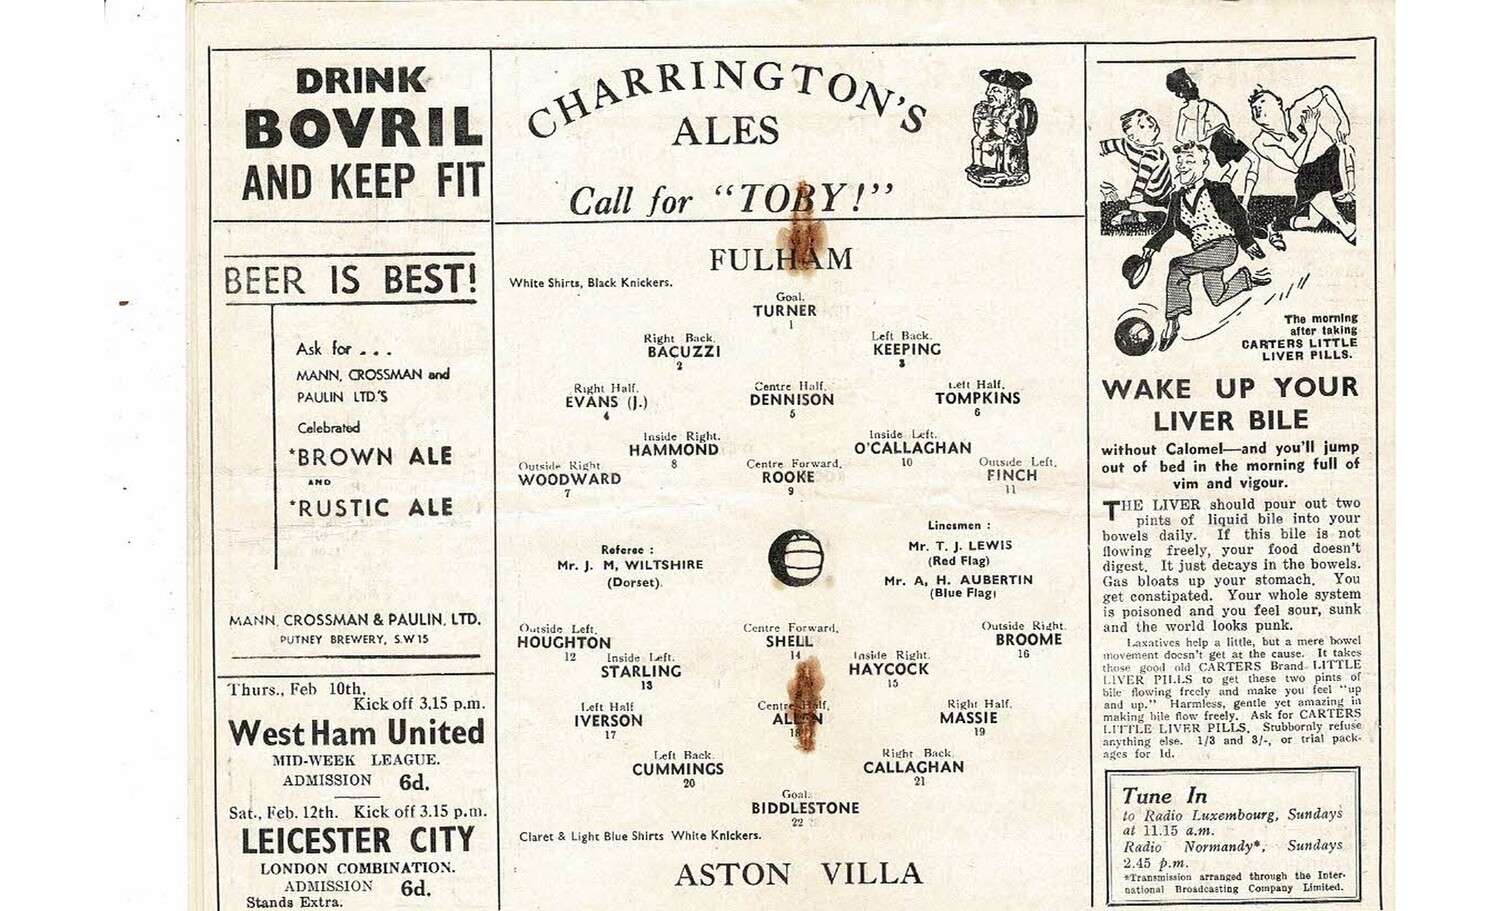 DRINK
BOVRIL
AND KEEP FIT
BEER IS BEST!
Ask for...
MANN, CROSSMAN and
PAULIN LTD.'S
Celebrated
*BROWN ALE
AND
*RUSTIC ALE
MANN, CROSSMAN & PAULIN, LTD.
PUTNEY BREWERY, S.W15
Thurs., Feb 10th,
Kick off 3.15 p.m.
West Ham United
MID-WEEK LEAGUE.
ADMISSION 6d.
Sat., Feb. 12th. Kick off 3.15 p.m.
LEICESTER CITY
LONDON COMBINATION.
ADMISSION 6d.
Stands Extra.
CHARRINGTON'S
ALES
Call for "TOBY!"
FULHAM
White Shirts, Black Knickers.
Goal.
TURNER
1
Right Back. Left Back.
BACUZZI KEEPING
2 3
Right Half. Centre Half. Left Half.
EVANS (J.) DENNISON TOMPKINS
4 5 6
Inside Right. Inside Left.
HAMMOND O'CALLAGHAN
8 10
Outside Right. Centre Forward. Outside Left.
WOODWARD ROOKE FINCH
7 9 11
Referee :
Mr. J. M. WILTSHIRE
(Dorset).
Linesmen :
Mr. T. J. LEWIS
(Red Flag)
Mr. A. H. AUBERTIN
(Blue Flag)
Outside Left. Centre Forward. Outside Right.
HOUGHTON SHELL BROOME
12 14 16
Inside Left. Inside Right.
STARLING HAYCOCK
13 15
Left Half Centre Half. Right Half.
IVERSON ALLEN MASSIE
17 18 19
Left Back. Right Back.
CUMMINGS CALLAGHAN
20 21
Goal.
BIDDLESTONE
22
Claret & Light Blue Shirts White Knickers.
ASTON VILLA
The morning
after taking
CARTERS LITTLE
LIVER PILLS.
WAKE UP YOUR
LIVER BILE
without Calomel—and you'll jump
out of bed in the morning full of
vim and vigour.
THE LIVER should pour out two
pints of liquid bile into your
bowels daily. If this bile is not
flowing freely, your food doesn't
digest. It just decays in the bowels.
Gas bloats up your stomach. You
get constipated. Your whole system
is poisoned and you feel sour, sunk
and the world looks punk.
Laxatives help a little, but a mere bowel
movement doesn't get at the cause. It takes
those good old CARTERS Brand LITTLE
LIVER PILLS to get these two pints of
bile flowing freely and make you feel "up
and up." Harmless, gentle yet amazing in
making bile flow freely. Ask for CARTERS
LITTLE LIVER PILLS. Stubbornly refuse
anything else. 1/3 and 3/-, or trial pack-
ages for 1d.
Tune In
to Radio Luxembourg, Sundays
at 11.15 a.m.
Radio Normandy*, Sundays
2.45 p.m.
*Transmission arranged through the Inter-
national Broadcasting Company Limited.